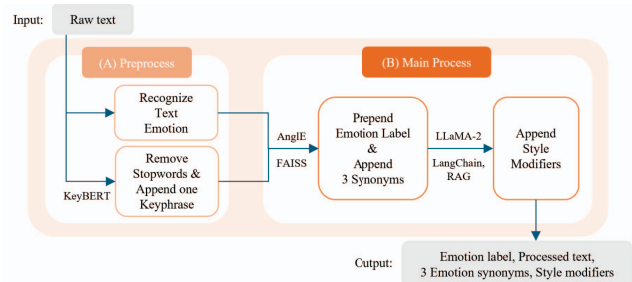 Input:
Raw text
(A) Preprocess
(B) Main Process
Recognize
Text
Emotion
KeyBERT
Remove
Stopwords &
Append one
Keyphrase
AnglE
FAISS
Prepend
Emotion Label
&
Append
3 Synonyms
LLaMA-2
LangChain,
RAG
Append
Style
Modifiers
Output:
Emotion label, Processed text,
3 Emotion synonyms, Style modifiers